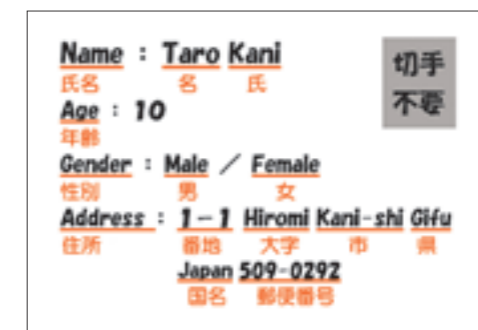 Name : Taro Kani
氏名 名 氏
切手
不要
Age : 10
年齢
Gender : Male ／ Female
性別 男 女
Address : 1－1 Hiromi Kani-shi Gifu
住所 番地 大字 市 県
Japan 509-0292
国名 郵便番号